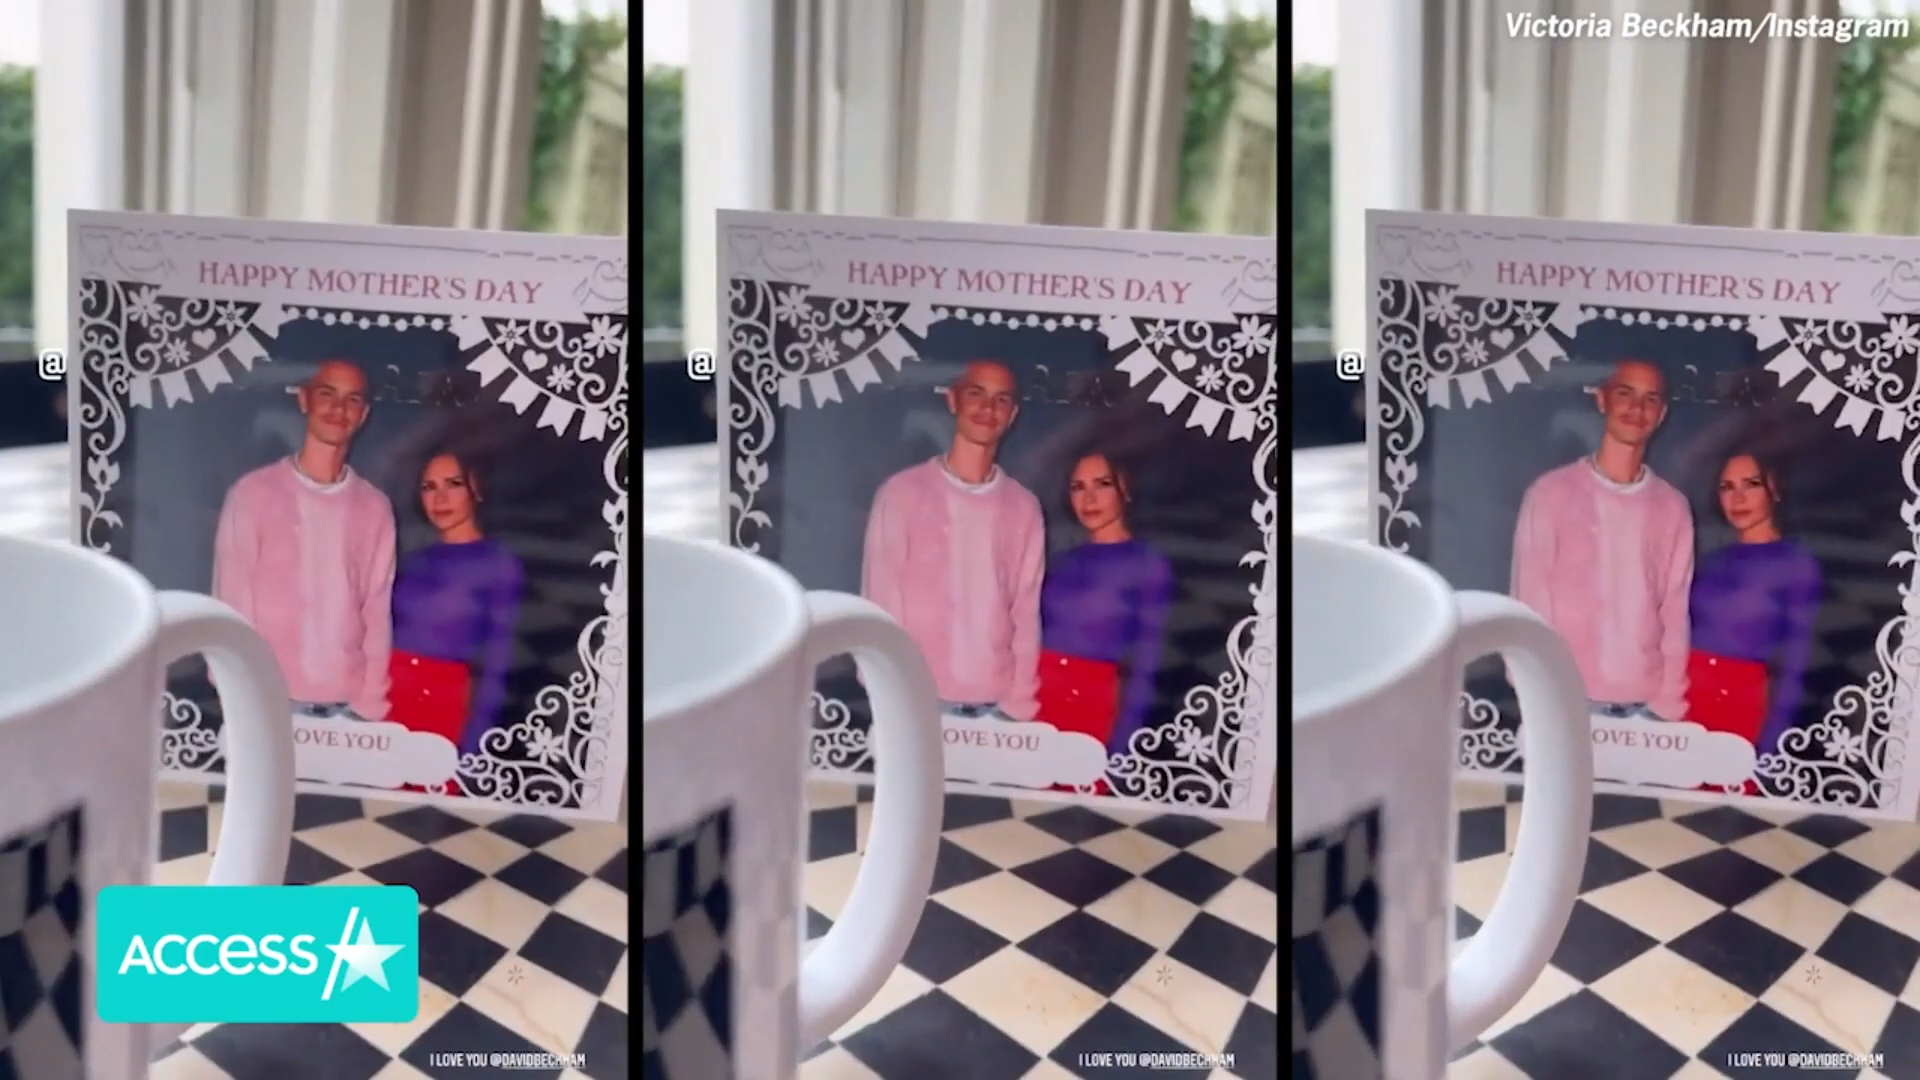 Victoria Beckham/Instagram
HAPPY MOTHER'S DAY
HAPPY MOTHER'S DAY
HAPPY MOTHER'S DAY
@
@
@
OVE YOU
OVE YOU
OVE YOU
ACCESS
I LOVE YOU @DAVIDBECKHAM
I LOVE YOU @DAVIDBECKHAM
I LOVE YOU @DAVIDBECKHAM